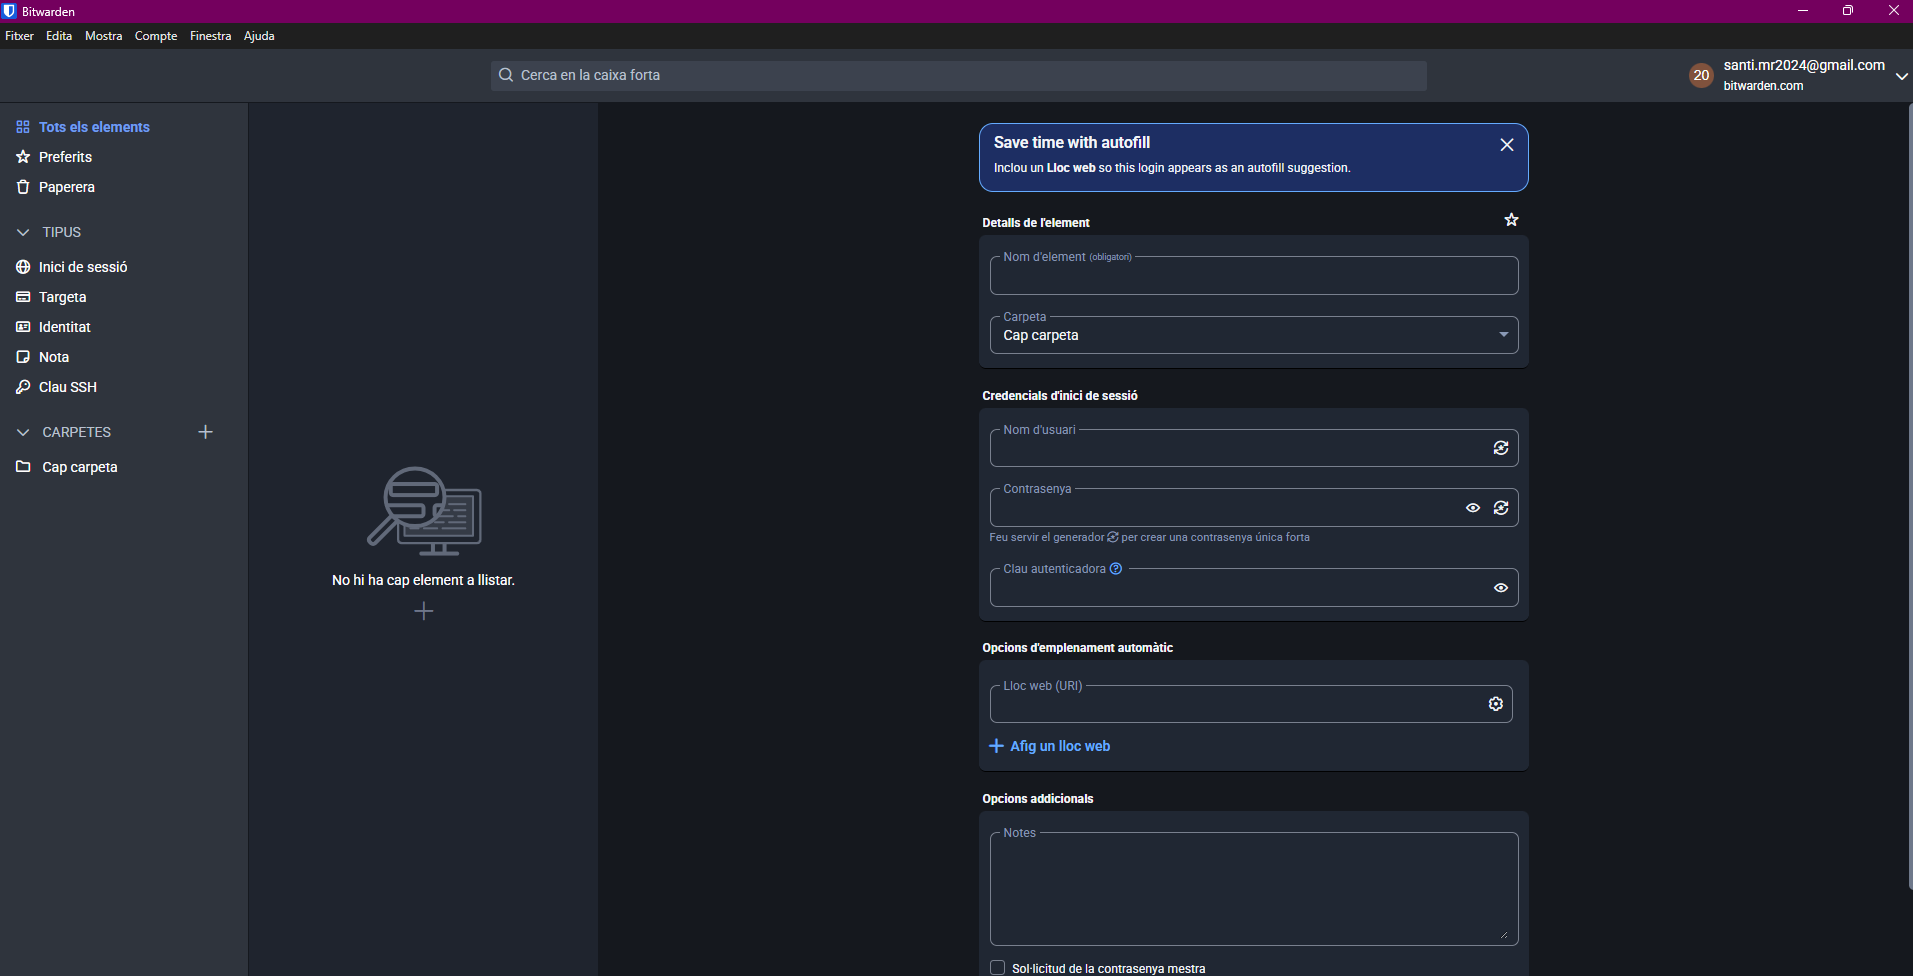 Bitwarden
Fitxer Edita Mostra Compte Finestra Ajuda
Cerca en la caixa forta
20
santi.mr2024@gmail.com
bitwarden.com
Tots els elements
Preferits
Paperera
TIPUS
Inici de sessió
Targeta
Identitat
Nota
Clau SSH
CARPETES
Cap carpeta
No hi ha cap element a llistar.
Save time with autofill
Inclou un Lloc web so this login appears as an autofill suggestion.
Detalls de l'element
Nom d'element (obligatori)
Carpeta
Cap carpeta
Credencials d'inici de sessió
Nom d'usuari
Contrasenya
Feu servir el generador per crear una contrasenya única forta
Clau autenticadora
Opcions d'emplenament automàtic
Lloc web (URI)
Afig un lloc web
Opcions addicionals
Notes
Sol·licitud de la contrasenya mestra